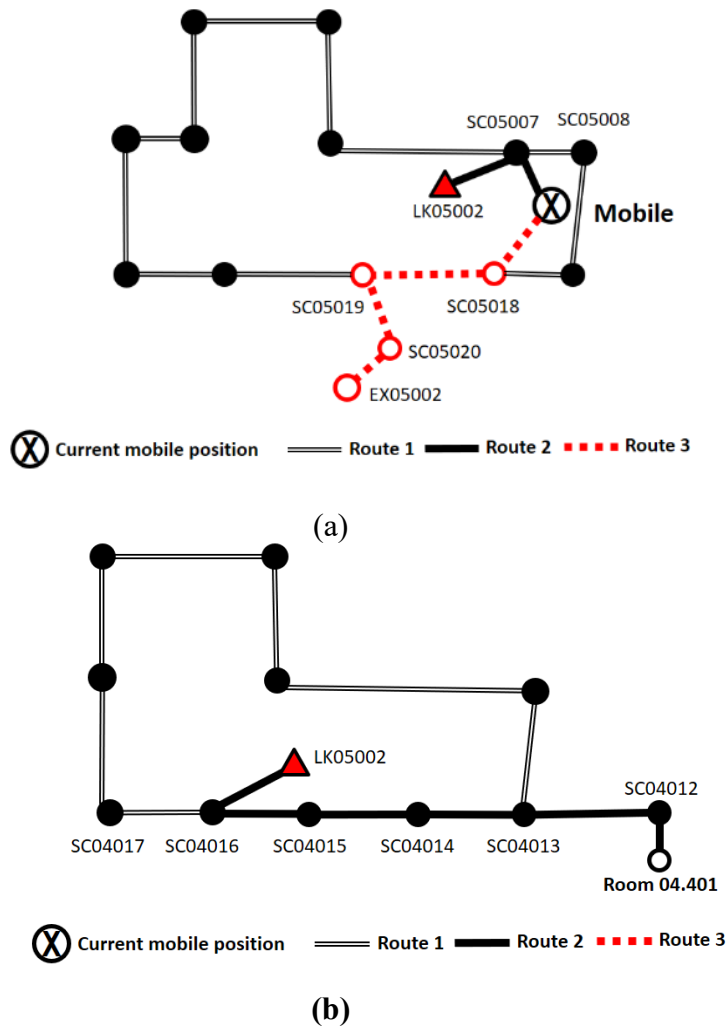 SC05007
SC05008
LK05002
Mobile
X
SC05019
SC05018
SC05020
EX05002
X Current mobile position Route 1 Route 2 Route 3
(a)
LK05002
SC04012
SC04017 SC04016 SC04015 SC04014 SC04013
Room 04.401
X Current mobile position Route 1 Route 2 Route 3
(b)